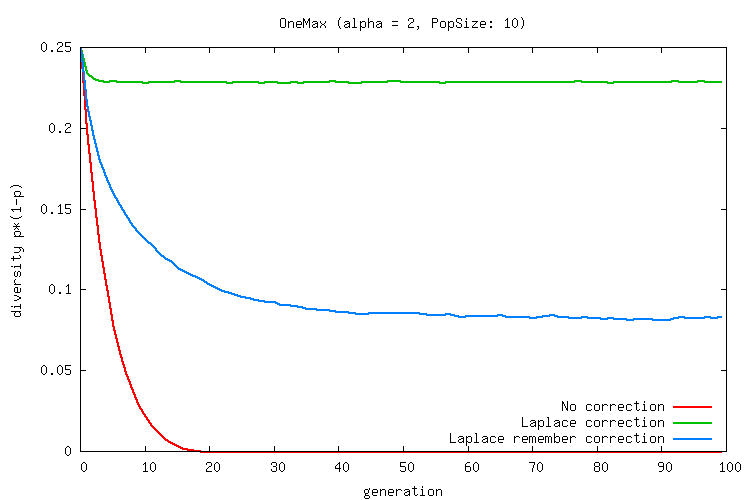 OneMax (alpha = 2, PopSize: 10)
0.25
0.2
0.15
0.1
0.05
0
diversity p*(1-p)
No correction
Laplace correction
Laplace remember correction
0 10 20 30 40 50 60 70 80 90 100
generation